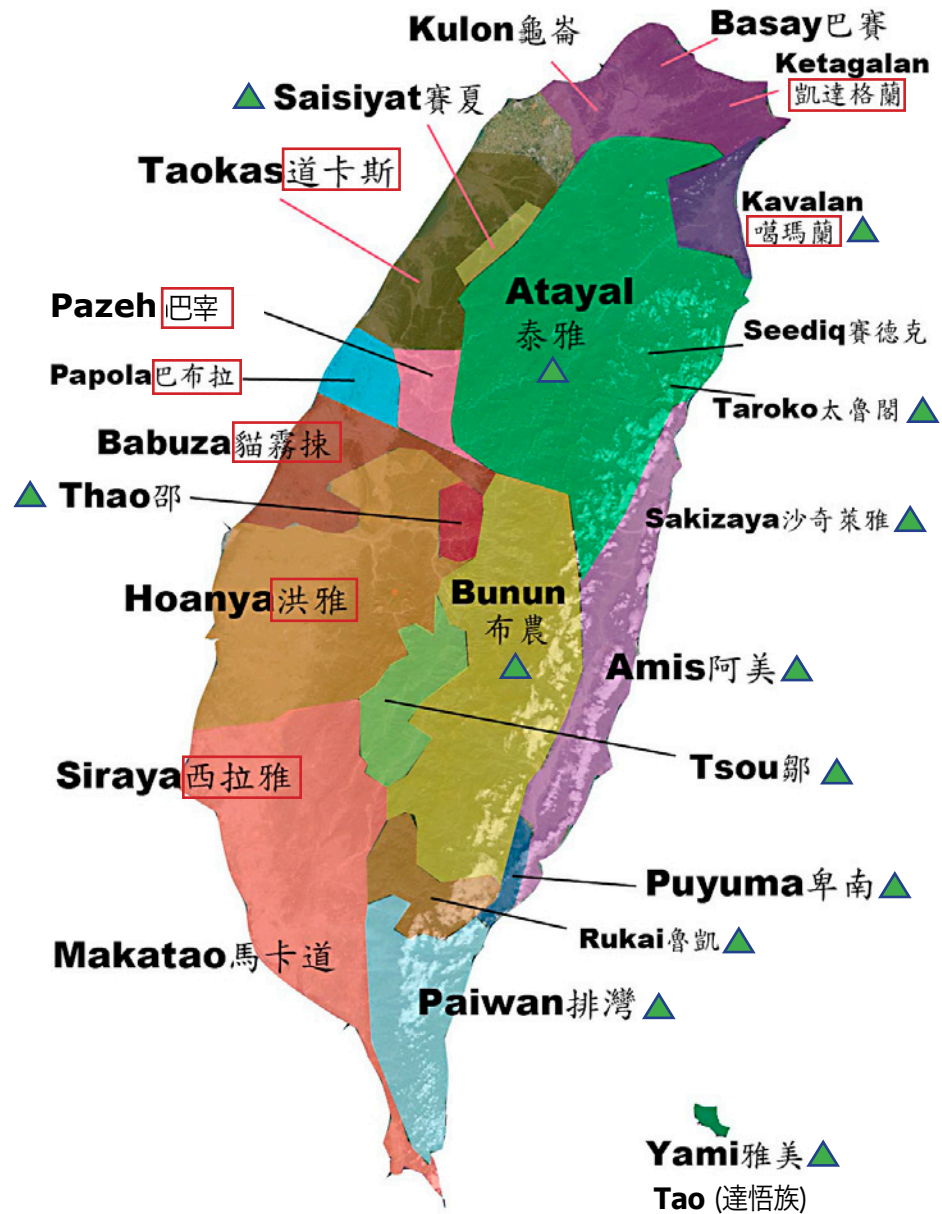 Kulon龜崙
Basay巴賽
Ketagalan
凱達格蘭
Saisiyat賽夏
Taokas道卡斯
Kavalan
噶瑪蘭
Pazeh巴宰
Atayal
泰雅
Seediq賽德克
Papola巴布拉
Taroko太魯閣
Babuza貓霧捒
Thao邵
Sakizaya沙奇萊雅
Hoanya洪雅
Bunun
布農
Amis阿美
Siraya西拉雅
Tsou鄒
Puyuma卑南
Rukai魯凱
Makatao馬卡道
Paiwan排灣
Yami雅美
Tao (達悟族)